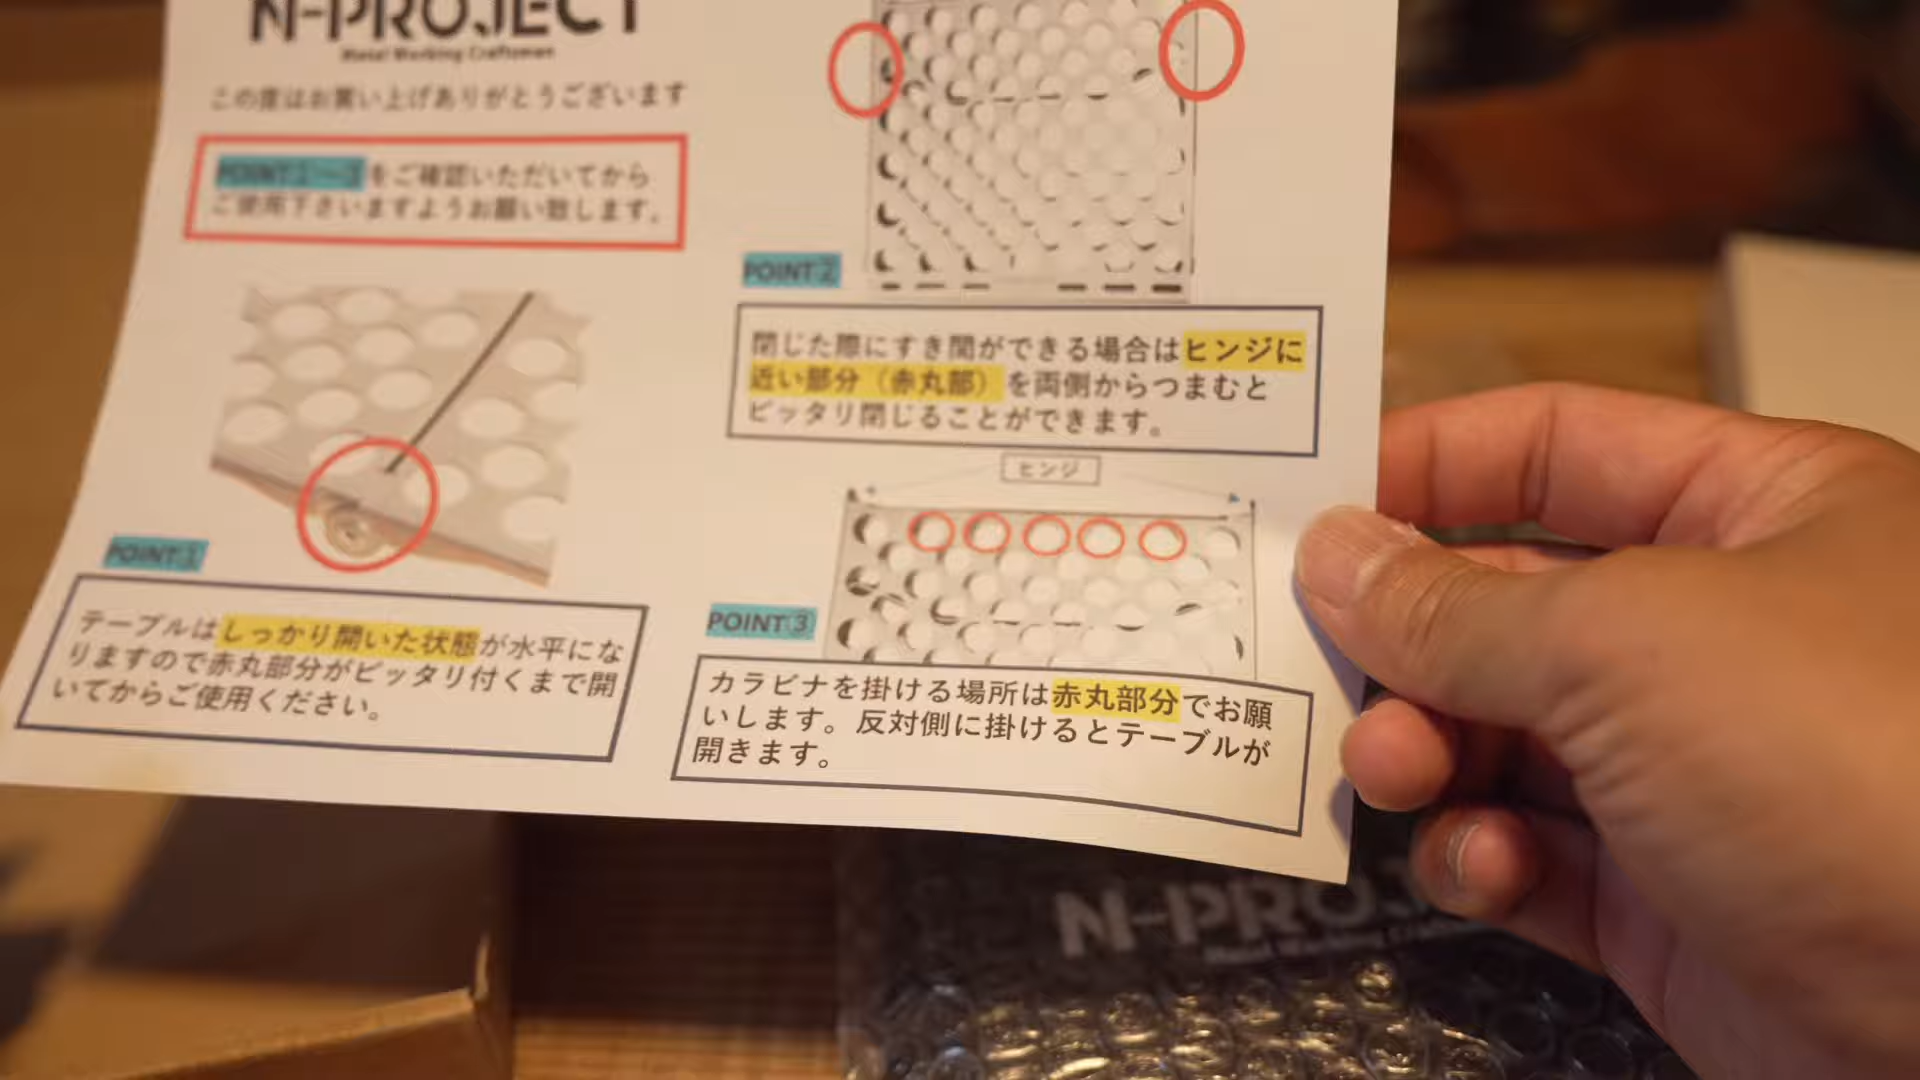 N-PROJECT
Metal Working Craftsman
この度はお買い上げありがとうございます
POINT①~③をご確認いただいてから
ご使用下さいますようお願い致します。
POINT①
テーブルはしっかり開いた状態が水平にな
りますので赤丸部分がピッタリ付くまで開
いてからご使用ください。
POINT②
閉じた際にすき間ができる場合はヒンジに
近い部分（赤丸部）を両側からつまむと
ピッタリ閉じることができます。
ヒンジ
POINT③
カラビナを掛ける場所は赤丸部分でお願
いします。反対側に掛けるとテーブルが
開きます。
N-PROJ
Metal Working